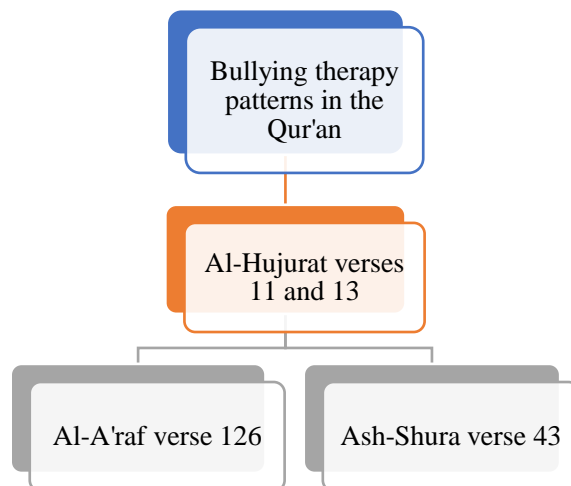 Bullying therapy
patterns in the
Qur'an
Al-Hujurat verses
11 and 13
Al-A'raf verse 126
Ash-Shura verse 43